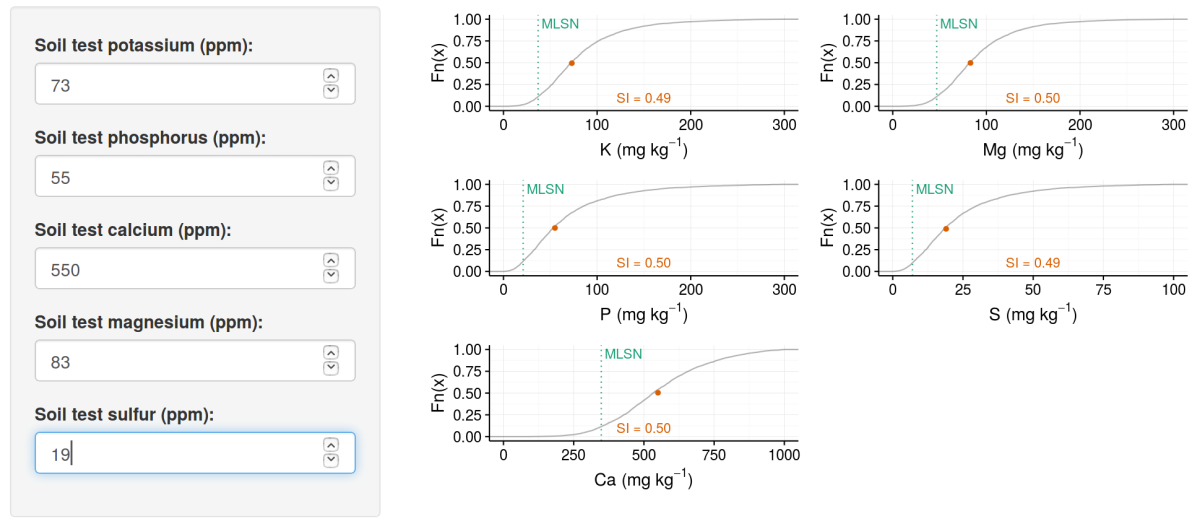 Soil test potassium (ppm):
73
Soil test phosphorus (ppm):
55
Soil test calcium (ppm):
550
Soil test magnesium (ppm):
83
Soil test sulfur (ppm):
19
Fn(x)
1.00
0.75
0.50
0.25
0.00
MLSN
SI = 0.49
0 100 200 300
K (mg kg⁻¹)
Fn(x)
1.00
0.75
0.50
0.25
0.00
MLSN
SI = 0.50
0 100 200 300
Mg (mg kg⁻¹)
Fn(x)
1.00
0.75
0.50
0.25
0.00
MLSN
SI = 0.50
0 100 200 300
P (mg kg⁻¹)
Fn(x)
1.00
0.75
0.50
0.25
0.00
MLSN
SI = 0.49
0 25 50 75 100
S (mg kg⁻¹)
Fn(x)
1.00
0.75
0.50
0.25
0.00
MLSN
SI = 0.50
0 250 500 750 1000
Ca (mg kg⁻¹)